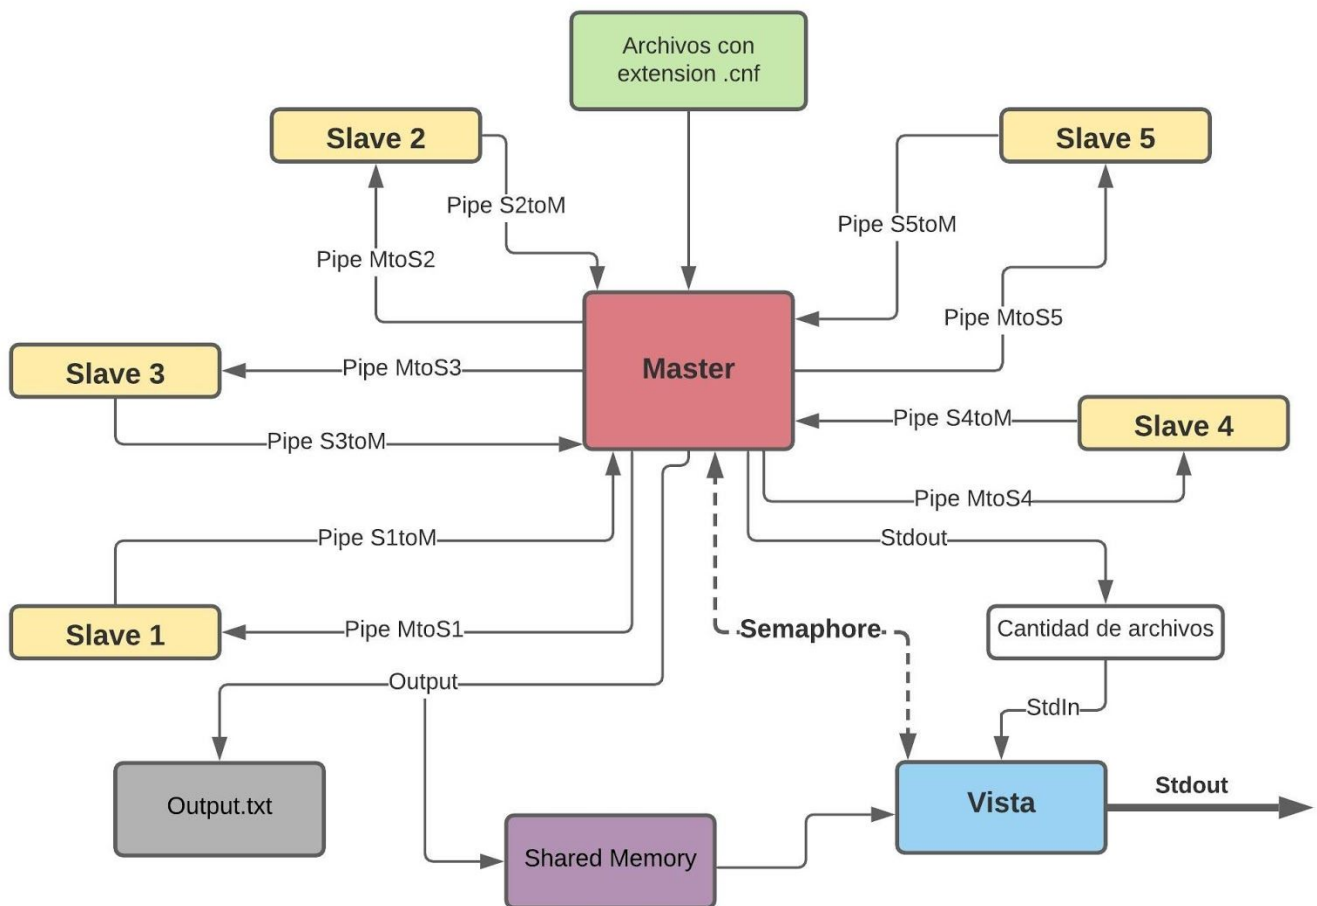 Archivos con
extension .cnf
Slave 2
Slave 5
Pipe S2toM
Pipe S5toM
Pipe MtoS2
Pipe MtoS5
Slave 3
Pipe MtoS3
Master
Pipe S4toM
Slave 4
Pipe S3toM
Pipe MtoS4
Pipe S1toM
Stdout
Slave 1
Pipe MtoS1
Semaphore
Cantidad de archivos
Output
StdIn
Output.txt
Vista
Stdout
Shared Memory